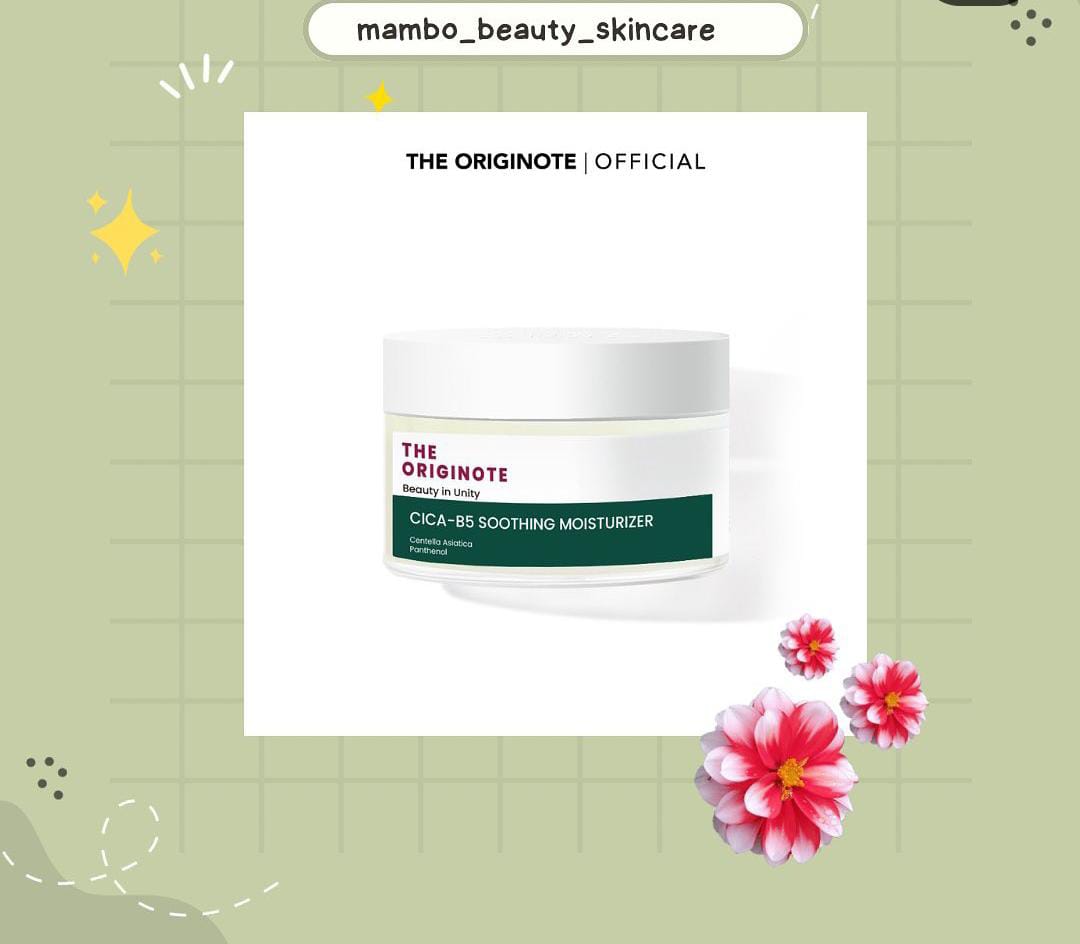 mambo_beauty_skincare
THE ORIGINOTE | OFFICIAL
THE
ORIGINOTE
Beauty in Unity
CICA-B5 SOOTHING MOISTURIZER
Centella Asiatica
Panthenol